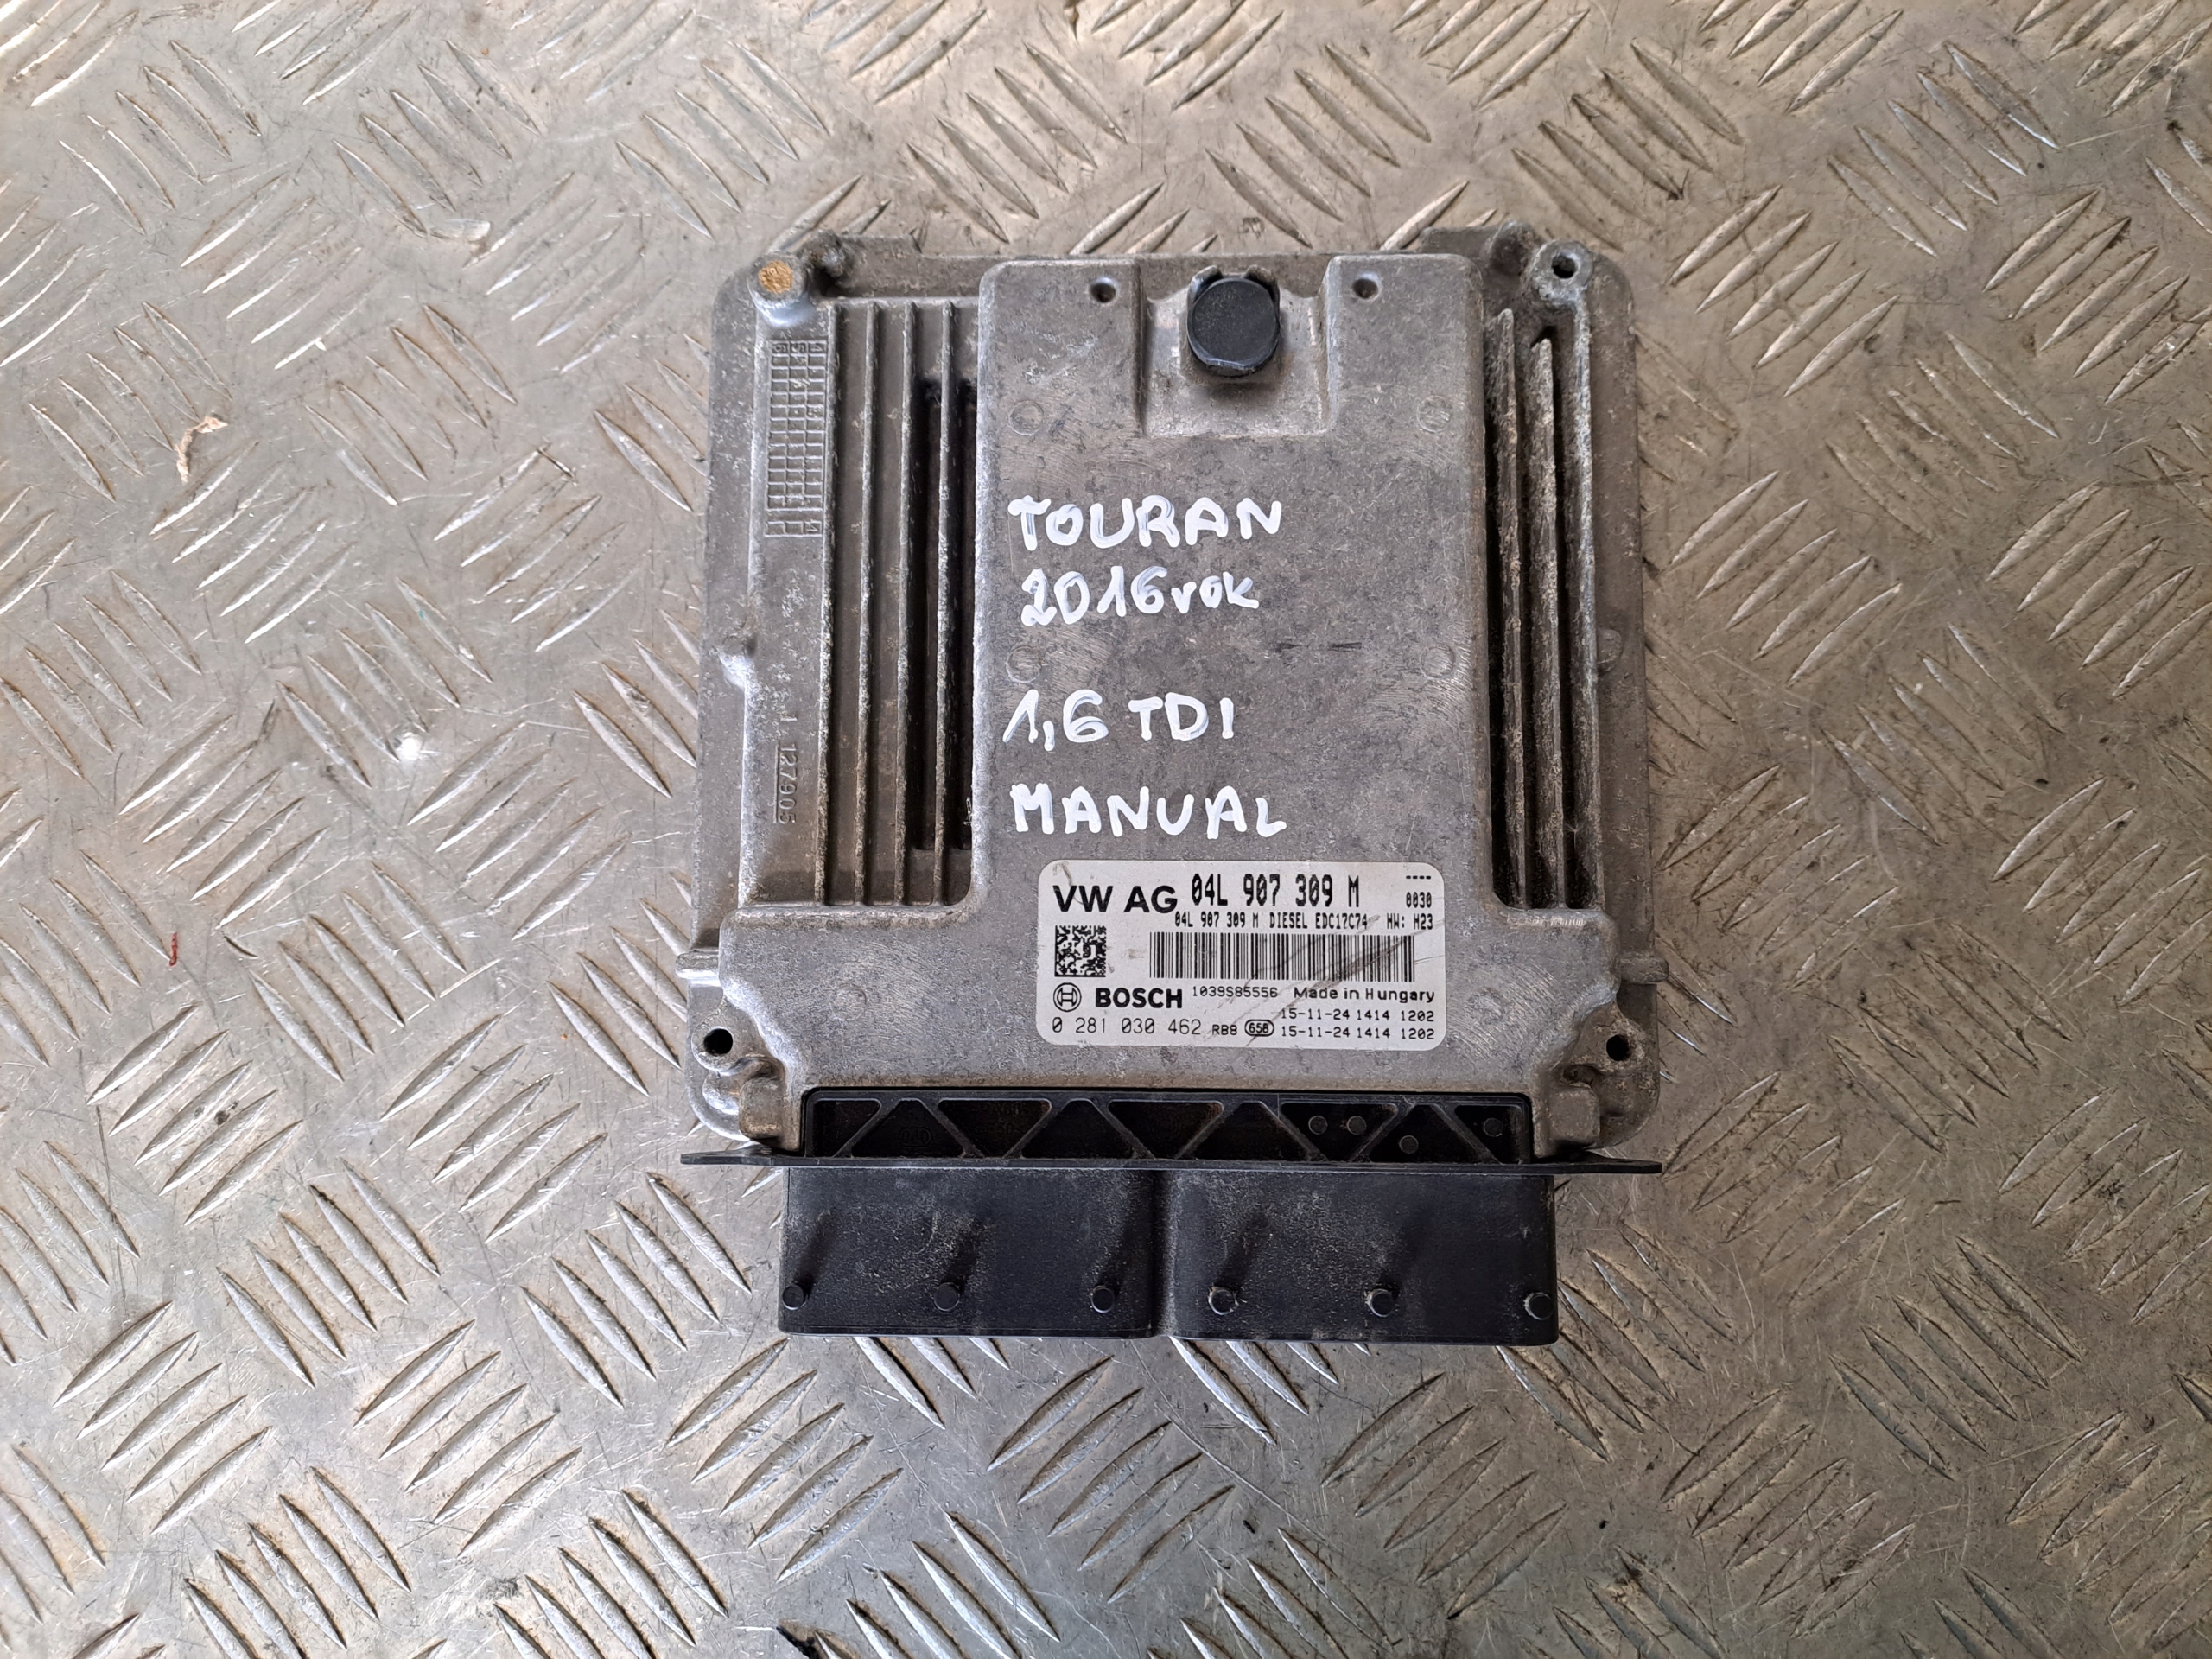 TOURAN
2016rok
1,6 TDI
MANUAL
VW AG 04L 907 309 M ----
0030
04L 907 309 M DIESEL EDC17C74 HW: H23
BOSCH 1039S85556 Made in Hungary
15-11-24 1414 1202
0 281 030 462 RB8 656 15-11-24 1414 1202
127905